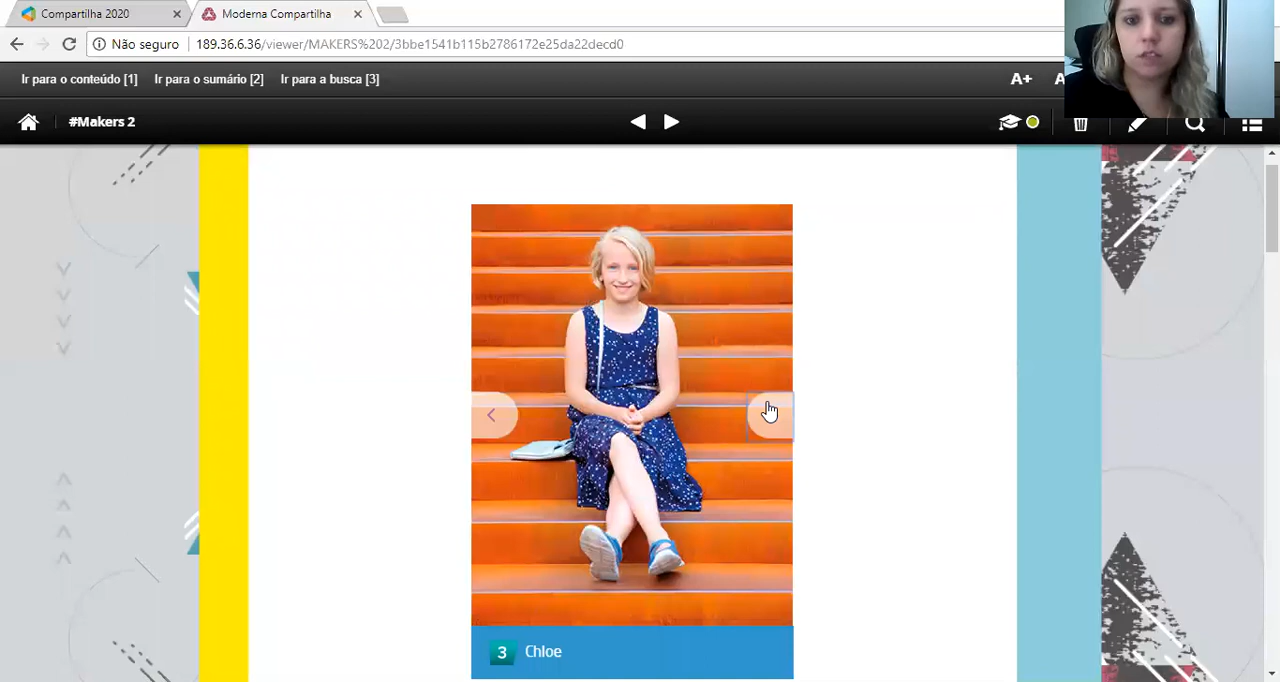 Compartilha 2020
Moderna Compartilha
Não seguro
189.36.6.36/viewer/MAKERS%202/3bbe1541b115b2786172e25da22decd0
Ir para o conteúdo [1] Ir para o sumário [2] Ir para a busca [3]
A+
#Makers 2
3 Chloe